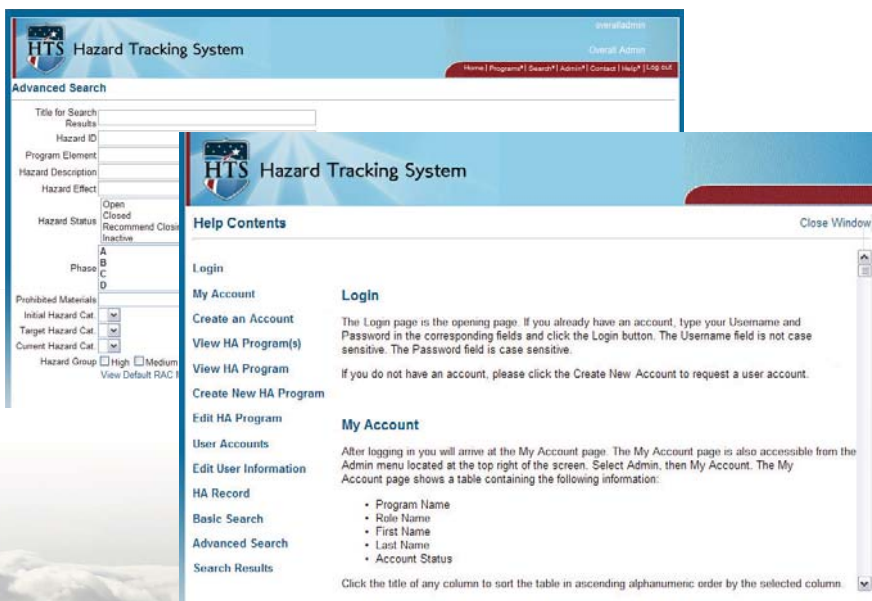 overalladmin
HTS Hazard Tracking System
Overall Admin
Home | Programs* | Search* | Admin* | Contact | Help* | Log out
Advanced Search
Title for Search
Results
Hazard ID
Program Element
Hazard Description
Hazard Effect
Hazard Status
Open
Closed
Recommend Closin
Inactive
Phase
A
B
C
D
Prohibited Materials
Initial Hazard Cat.
Target Hazard Cat.
Current Hazard Cat.
Hazard Group High Medium
View Default RAC
HTS Hazard Tracking System
Help Contents
Close Window
Login
My Account
Create an Account
View HA Program(s)
View HA Program
Create New HA Program
Edit HA Program
User Accounts
Edit User Information
HA Record
Basic Search
Advanced Search
Search Results
Login
The Login page is the opening page. If you already have an account, type your Username and
Password in the corresponding fields and click the Login button. The Username field is not case
sensitive. The Password field is case sensitive.
If you do not have an account, please click the Create New Account to request a user account.
My Account
After logging in you will arrive at the My Account page. The My Account page is also accessible from the
Admin menu located at the top right of the screen. Select Admin, then My Account. The My
Account page shows a table containing the following information:
• Program Name
• Role Name
• First Name
• Last Name
• Account Status
Click the title of any column to sort the table in ascending alphanumeric order by the selected column.